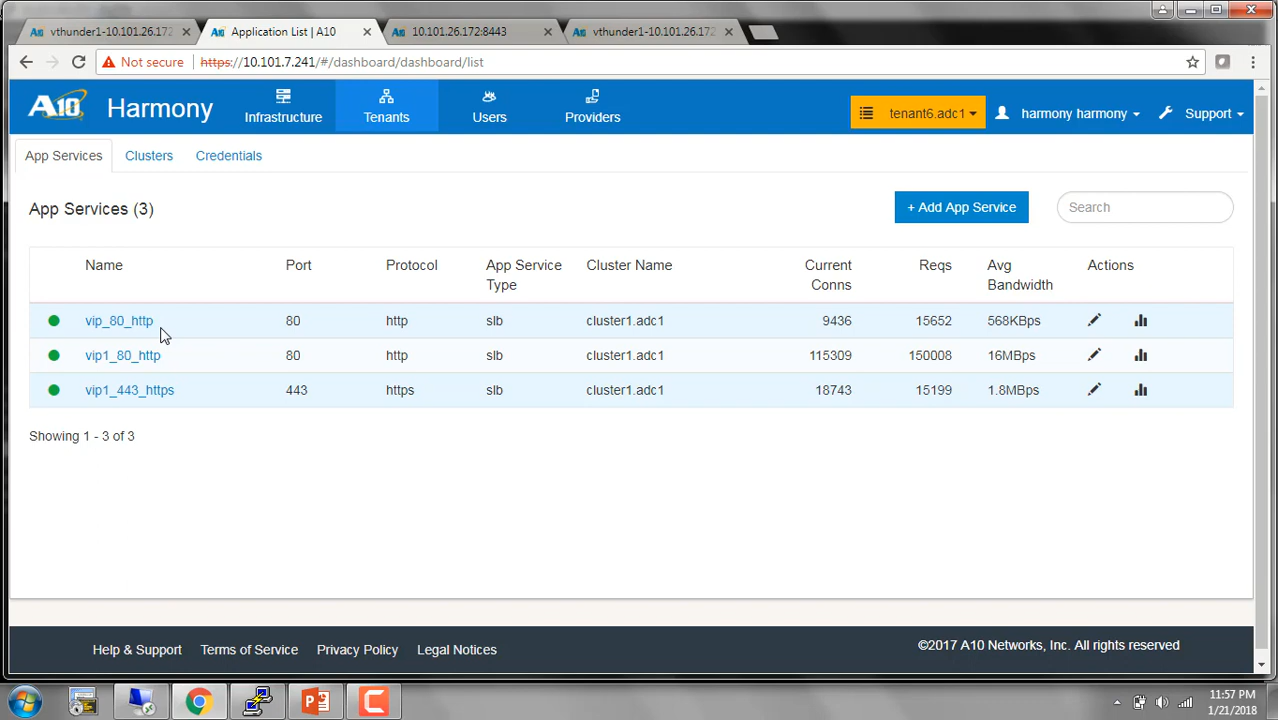 vthunder1-10.101.26.172
Application List | A10
10.101.26.172:8443
vthunder1-10.101.26.172
Not secure https://10.101.7.241/#/dashboard/dashboard/list
A10 Harmony
Infrastructure
Tenants
Users
Providers
tenant6.adc1
harmony harmony
Support
App Services
Clusters
Credentials
App Services (3)
+ Add App Service
Search
Name Port Protocol App Service Type Cluster Name Current Conns Reqs Avg Bandwidth Actions
vip_80_http 80 http slb cluster1.adc1 9436 15652 568KBps
vip1_80_http 80 http slb cluster1.adc1 115309 150008 16MBps
vip1_443_https 443 https slb cluster1.adc1 18743 15199 1.8MBps
Showing 1 - 3 of 3
Help & Support Terms of Service Privacy Policy Legal Notices
©2017 A10 Networks, Inc. All rights reserved
11:57 PM
1/21/2018